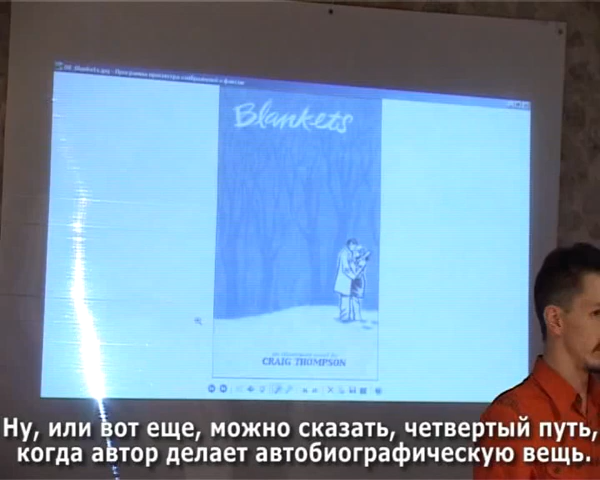 Blankets
CRAIG THOMPSON
Ну, или вот еще, можно сказать, четвертый путь,
когда автор делает автобиографическую вещь.